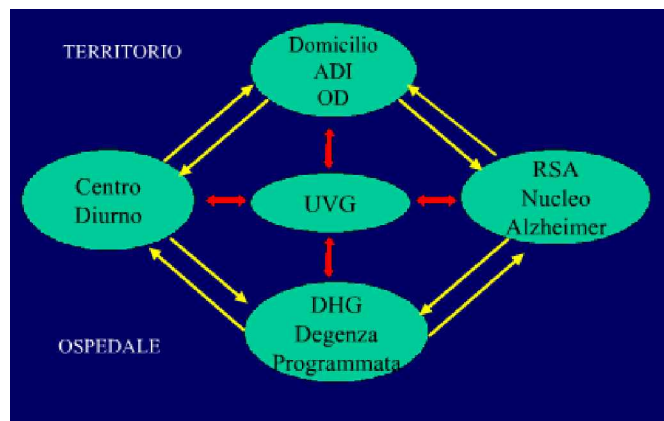 TERRITORIO
Domicilio
ADI
OD
Centro
Diurno
UVG
RSA
Nucleo
Alzheimer
DHG
Degenza
Programmata
OSPEDALE